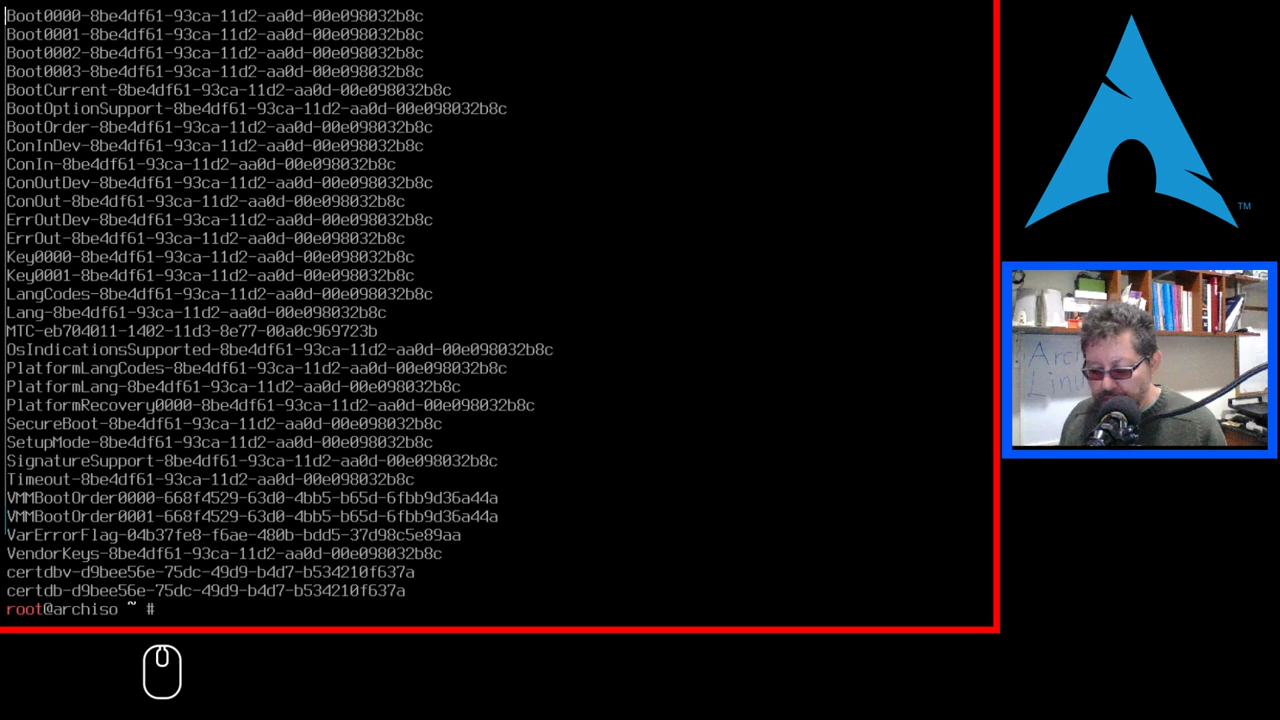 Boot0000-8be4df61-93ca-11d2-aa0d-00e098032b8c
Boot0001-8be4df61-93ca-11d2-aa0d-00e098032b8c
Boot0002-8be4df61-93ca-11d2-aa0d-00e098032b8c
Boot0003-8be4df61-93ca-11d2-aa0d-00e098032b8c
BootCurrent-8be4df61-93ca-11d2-aa0d-00e098032b8c
BootOptionSupport-8be4df61-93ca-11d2-aa0d-00e098032b8c
BootOrder-8be4df61-93ca-11d2-aa0d-00e098032b8c
ConInDev-8be4df61-93ca-11d2-aa0d-00e098032b8c
ConIn-8be4df61-93ca-11d2-aa0d-00e098032b8c
ConOutDev-8be4df61-93ca-11d2-aa0d-00e098032b8c
ConOut-8be4df61-93ca-11d2-aa0d-00e098032b8c
ErrOutDev-8be4df61-93ca-11d2-aa0d-00e098032b8c
ErrOut-8be4df61-93ca-11d2-aa0d-00e098032b8c
Key0000-8be4df61-93ca-11d2-aa0d-00e098032b8c
Key0001-8be4df61-93ca-11d2-aa0d-00e098032b8c
LangCodes-8be4df61-93ca-11d2-aa0d-00e098032b8c
Lang-8be4df61-93ca-11d2-aa0d-00e098032b8c
MTC-eb704011-1402-11d3-8e77-00a0c969723b
OsIndicationsSupported-8be4df61-93ca-11d2-aa0d-00e098032b8c
PlatformLangCodes-8be4df61-93ca-11d2-aa0d-00e098032b8c
PlatformLang-8be4df61-93ca-11d2-aa0d-00e098032b8c
PlatformRecovery0000-8be4df61-93ca-11d2-aa0d-00e098032b8c
SecureBoot-8be4df61-93ca-11d2-aa0d-00e098032b8c
SetupMode-8be4df61-93ca-11d2-aa0d-00e098032b8c
SignatureSupport-8be4df61-93ca-11d2-aa0d-00e098032b8c
Timeout-8be4df61-93ca-11d2-aa0d-00e098032b8c
VMMBootOrder0000-668f4529-63d0-4bb5-b65d-6fbb9d36a44a
VMMBootOrder0001-668f4529-63d0-4bb5-b65d-6fbb9d36a44a
VarErrorFlag-04b37fe8-f6ae-480b-bdd5-37d98c5e89aa
VendorKeys-8be4df61-93ca-11d2-aa0d-00e098032b8c
certdbv-d9bee56e-75dc-49d9-b4d7-b534210f637a
certdb-d9bee56e-75dc-49d9-b4d7-b534210f637a
root@archiso ~ #
TM